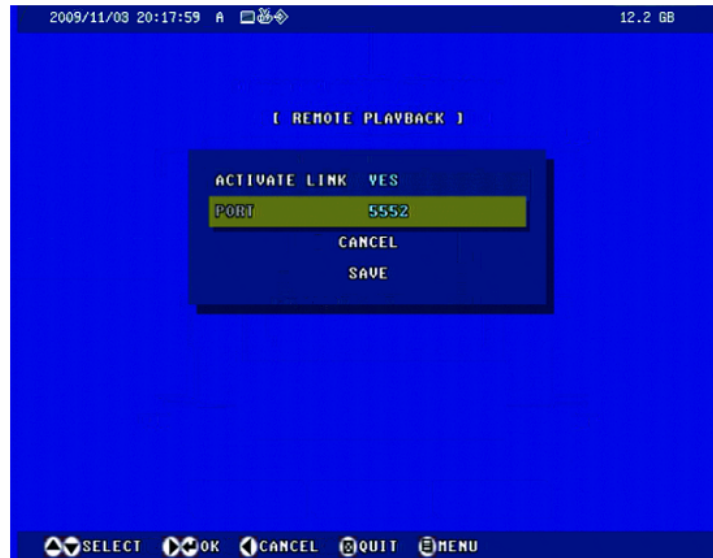 2009/11/03 20:17:59 A 12.2 GB
[ REMOTE PLAYBACK ]
ACTIVATE LINK YES
PORT 5552
CANCEL
SAVE
SELECT OK CANCEL QUIT MENU